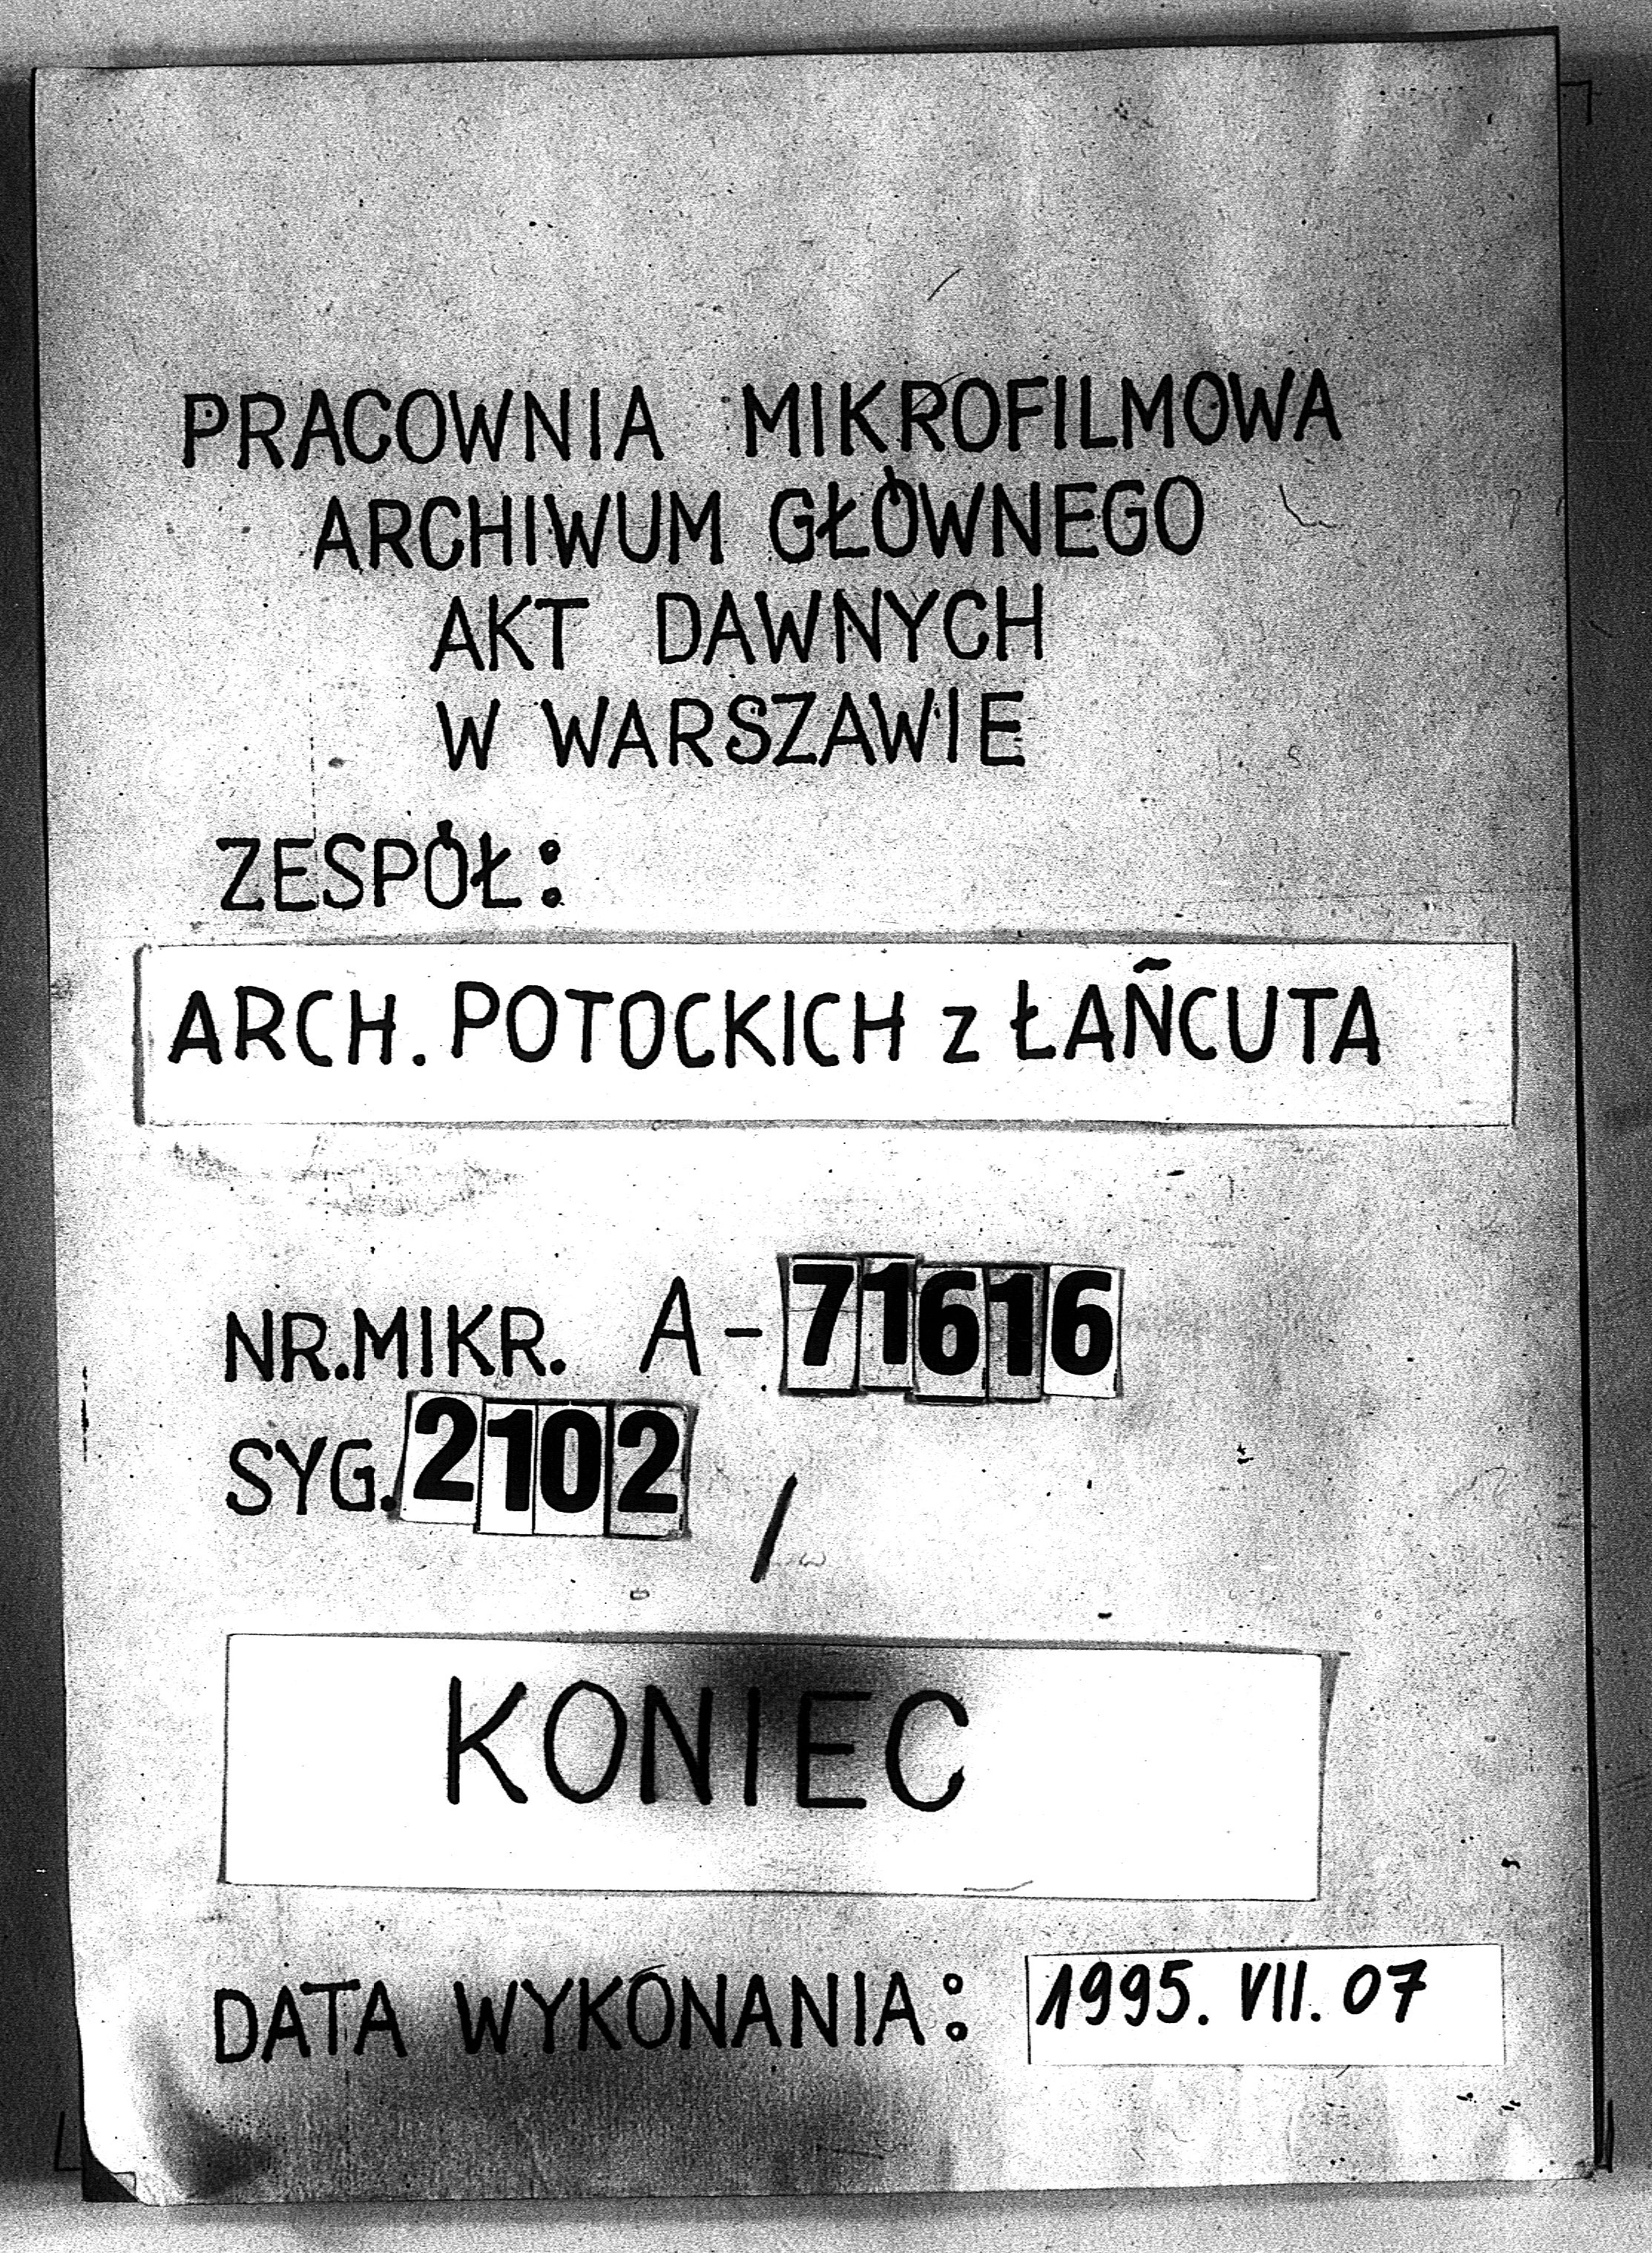 PRACOWNIA MIKROFILMOWA
ARCHIWUM GŁÓWNEGO
AKT DAWNYCH
W WARSZAWIE
ZESPÓŁ:
ARCH. POTOCKICH z ŁAŃCUTA
NR.MIKR. A-71616
SYG. 2102 /
KONIEC
DATA WYKONANIA: 1995. VII. 07